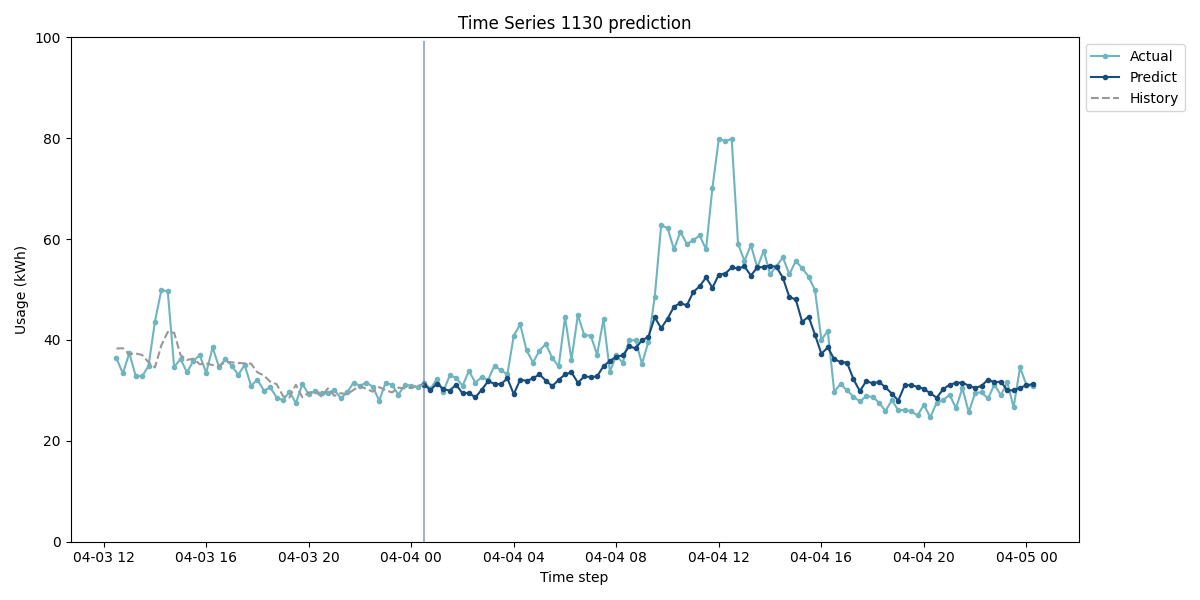 Time Series 1130 prediction
100
80
60
40
20
0
Usage (kWh)
04-03 12 04-03 16 04-03 20 04-04 00 04-04 04 04-04 08 04-04 12 04-04 16 04-04 20 04-05 00
Time step
Actual
Predict
History